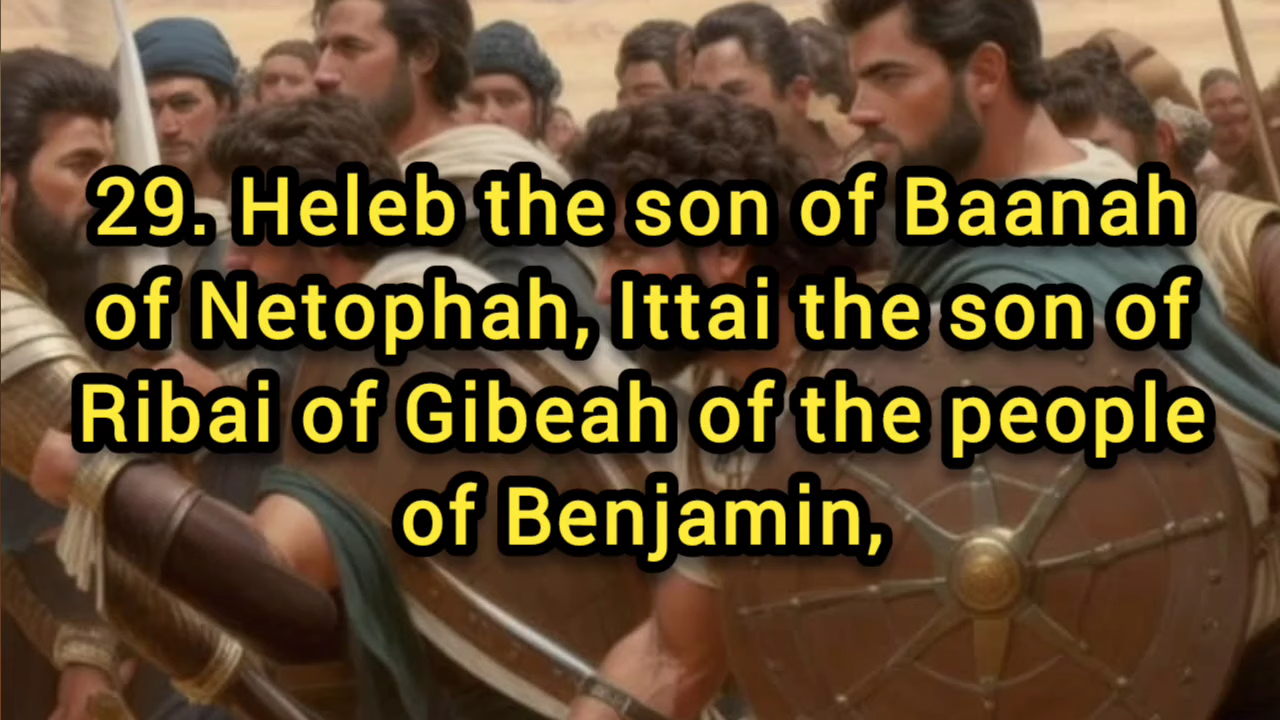 29. Heleb the son of Baanah
of Netophah, Ittai the son of
Ribai of Gibeah of the people
of Benjamin,